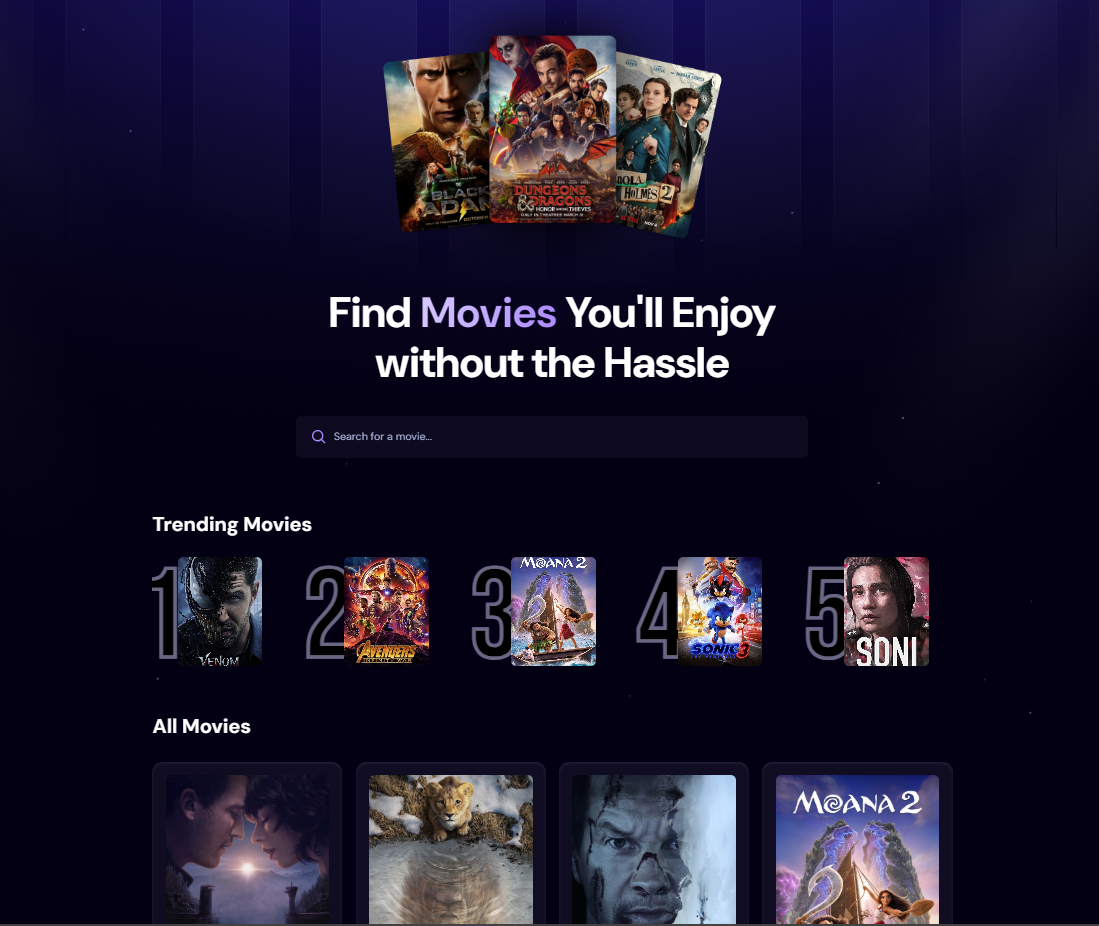 BLACK
ADAM
DUNGEONS
& DRAGONS
HONOR AMONG THIEVES
ONLY IN THEATRES MARCH
HOLMES 2
NOV 4
Find Movies You'll Enjoy
without the Hassle
Search for a movie...
Trending Movies
1
VENOM
2
AVENGERS
INFINITY WAR
3
MOANA 2
4
SONIC 3
5
SONI
All Movies
MOANA 2